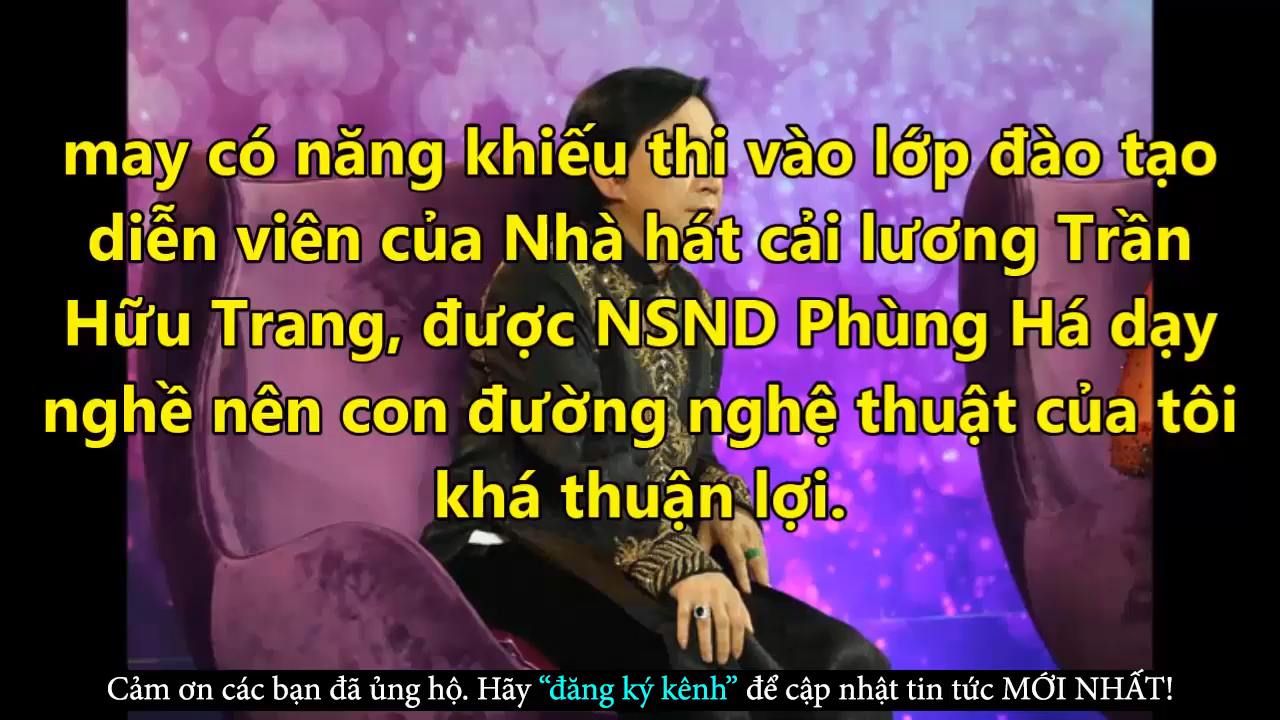 may có năng khiếu thi vào lớp đào tạo
diễn viên của Nhà hát cải lương Trần
Hữu Trang, được NSND Phùng Há dạy
nghề nên con đường nghệ thuật của tôi
khá thuận lợi.
Cảm ơn các bạn đã ủng hộ. Hãy “đăng ký kênh” để cập nhật tin tức MỚI NHẤT!